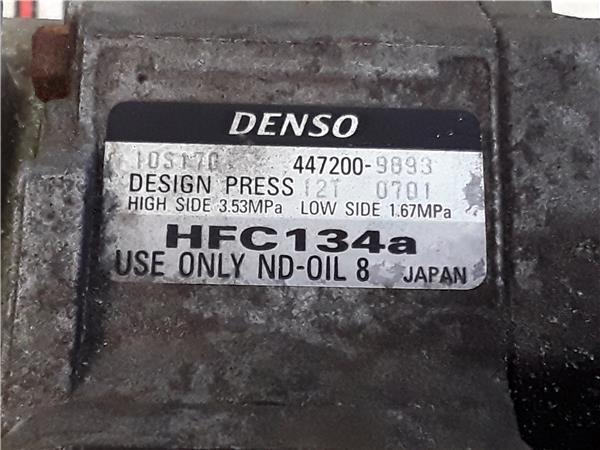 DENSO
10S17C 447200-9893
DESIGN PRESS 12T 0701
HIGH SIDE 3.53MPa LOW SIDE 1.67MPa
HFC134a
USE ONLY ND-OIL 8 JAPAN